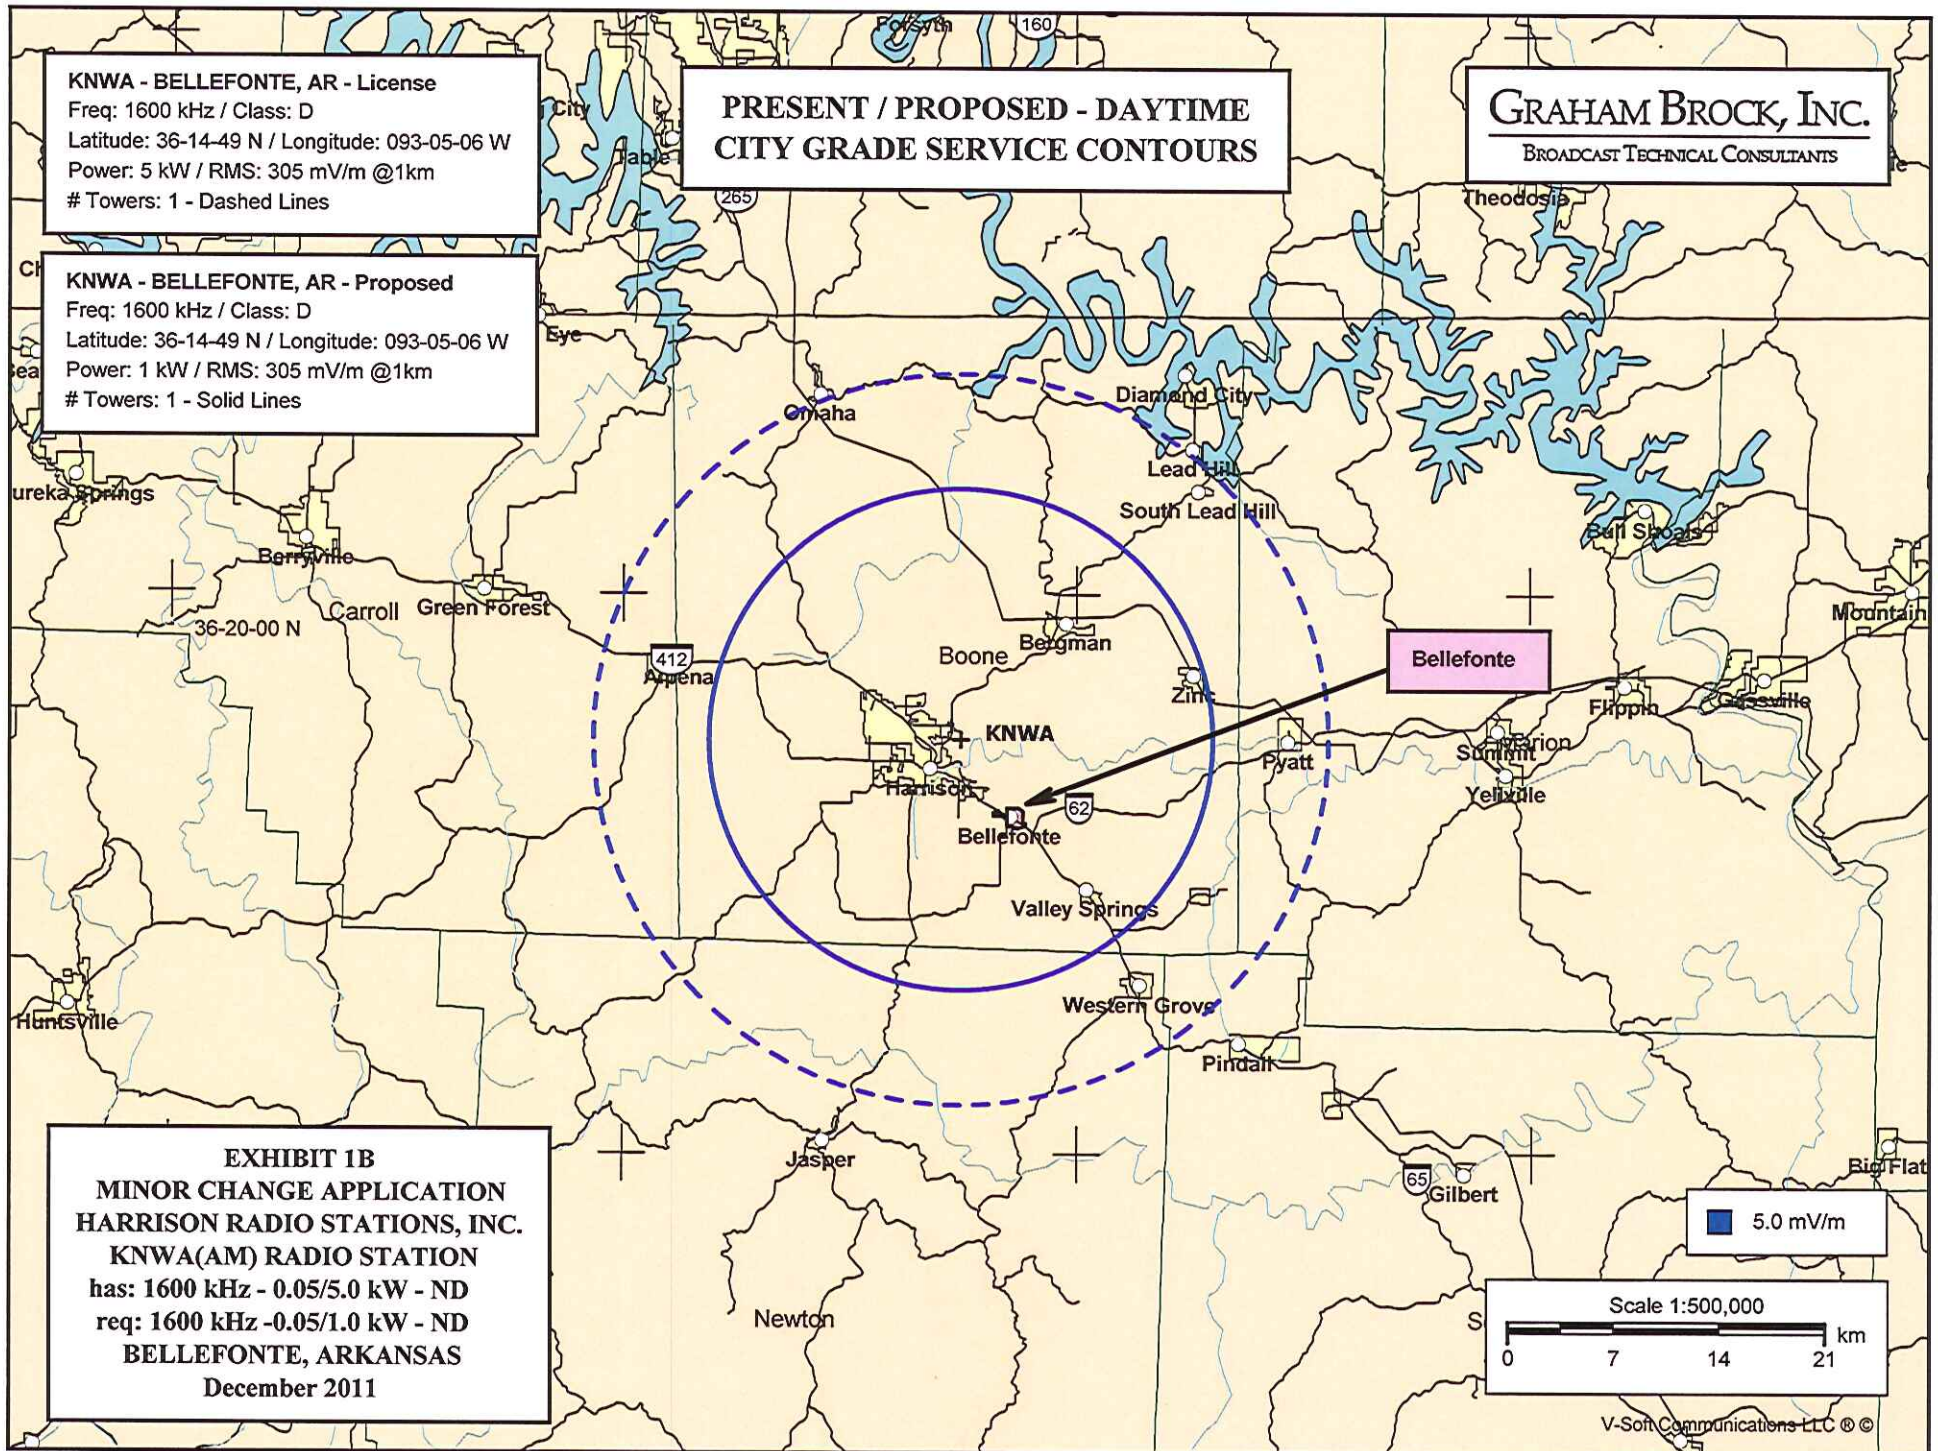 KNWA - BELLEFONTE, AR - License
Freq: 1600 kHz / Class: D
Latitude: 36-14-49 N / Longitude: 093-05-06 W
Power: 5 kW / RMS: 305 mV/m @1km
# Towers: 1 - Dashed Lines
KNWA - BELLEFONTE, AR - Proposed
Freq: 1600 kHz / Class: D
Latitude: 36-14-49 N / Longitude: 093-05-06 W
Power: 1 kW / RMS: 305 mV/m @1km
# Towers: 1 - Solid Lines
PRESENT / PROPOSED - DAYTIME
CITY GRADE SERVICE CONTOURS
GRAHAM BROCK, INC.
BROADCAST TECHNICAL CONSULTANTS
Forsyth
160
City
Table
265
Theodosia
Eye
Omaha
Diamond City
Lead Hill
South Lead Hill
Bull Shoals
ureka Springs
Berryville
Green Forest
Carroll
36-20-00 N
412
Alpena
Boone
Bergman
Zinc
Bellefonte
Mountain
Flippin
Gassville
KNWA
Harrison
Pyatt
Marion
Summit
Yellville
62
Bellefonte
Valley Springs
Western Grove
Huntsville
Pindall
Jasper
65
Gilbert
Big Flat
Newton
EXHIBIT 1B
MINOR CHANGE APPLICATION
HARRISON RADIO STATIONS, INC.
KNWA(AM) RADIO STATION
has: 1600 kHz - 0.05/5.0 kW - ND
req: 1600 kHz -0.05/1.0 kW - ND
BELLEFONTE, ARKANSAS
December 2011
5.0 mV/m
Scale 1:500,000
km
0 7 14 21
V-Soft Communications LLC ® ©